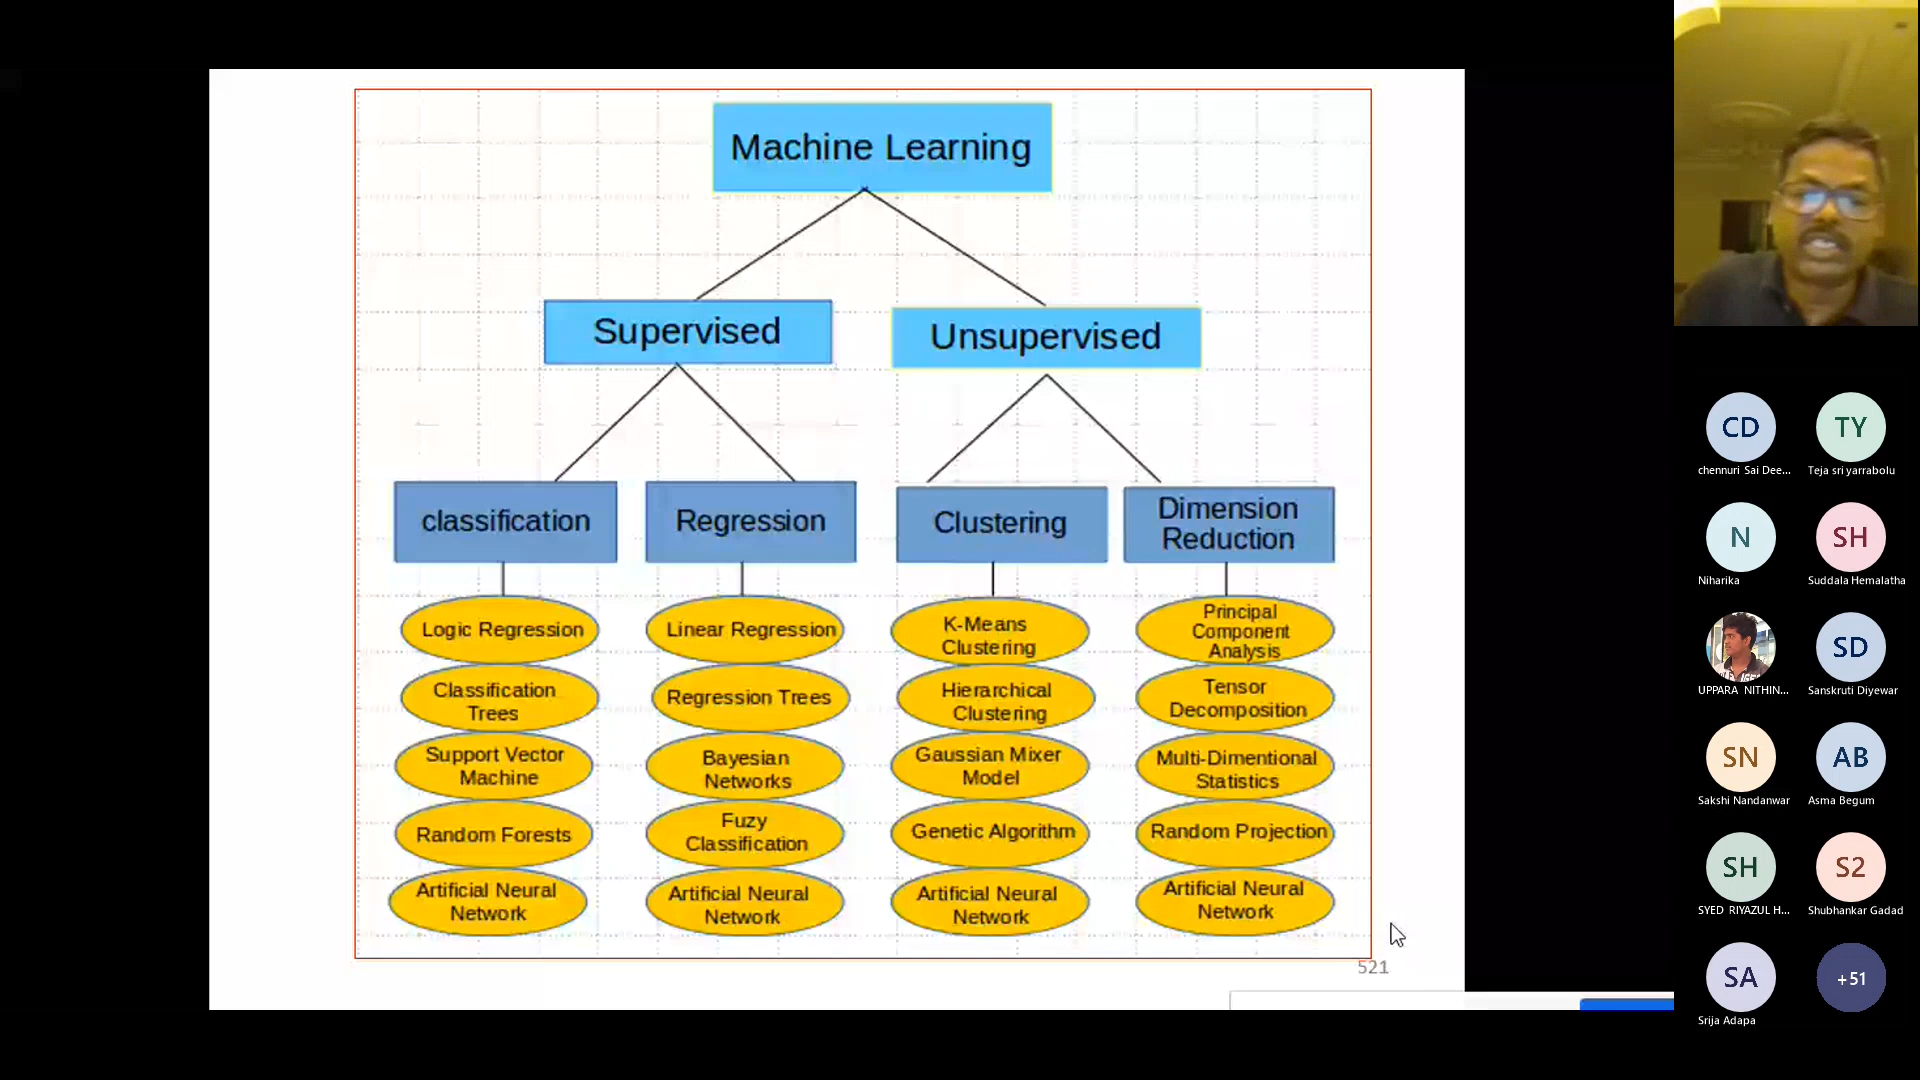 Machine Learning
Supervised
Unsupervised
classification
Regression
Clustering
Dimension
Reduction
Logic Regression
Classification
Trees
Support Vector
Machine
Random Forests
Artificial Neural
Network
Linear Regression
Regression Trees
Bayesian
Networks
Fuzy
Classification
Artificial Neural
Network
K-Means
Clustering
Hierarchical
Clustering
Gaussian Mixer
Model
Genetic Algorithm
Artificial Neural
Network
Principal
Component
Analysis
Tensor
Decomposition
Multi-Dimentional
Statistics
Random Projection
Artificial Neural
Network
521
CD
chennuri Sai Dee...
TY
Teja sri yarrabolu
N
Niharika
SH
Suddala Hemalatha
UPPARA NITHIN...
SD
Sanskruti Diyewar
SN
Sakshi Nandanwar
AB
Asma Begum
SH
SYED RIYAZUL H...
S2
Shubhankar Gadad
SA
Srija Adapa
+51